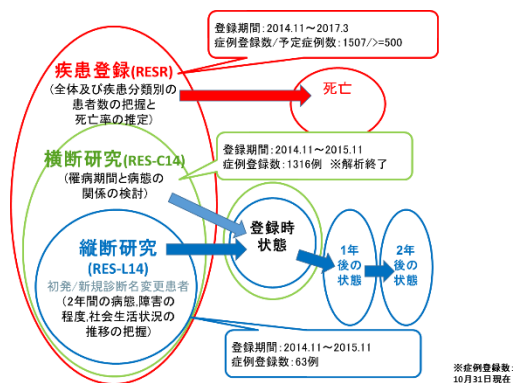 登録期間：2014.11～2017.3
症例登録数/予定症例数：1507/>=500
疾患登録(RESR)
(全体及び疾患分類別の
患者数の把握と
死亡率の推定)
死亡
横断研究(RES-C14)
(罹病期間と病態の
関係の検討)
登録期間：2014.11～2015.11
症例登録数：1316例　※解析終了
登録時
状態
縦断研究
(RES-L14)
初発/新規診断名変更患者
(2年間の病態,障害の
程度,社会生活状況の
推移の把握)
1年
後の
状態
2年
後の
状態
登録期間：2014.11～2015.11
症例登録数：63例
※症例登録数：
10月31日現在